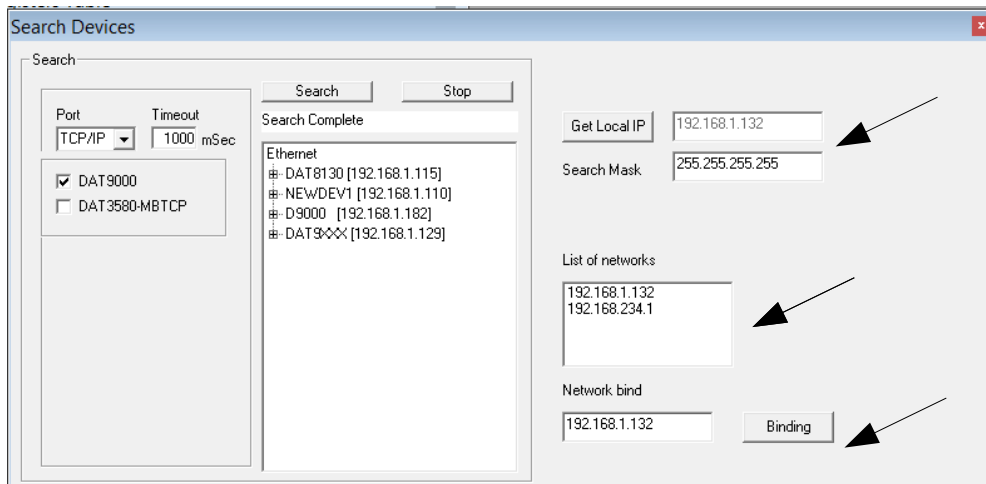 Search Devices
Search
Search Stop
Port Timeout
TCP/IP 1000 mSec
Search Complete
DAT9000
DAT3580-MBTCP
Ethernet
DAT8130 [192.168.1.115]
NEWDEV1 [192.168.1.110]
D9000 [192.168.1.182]
DAT9XXX [192.168.1.129]
Get Local IP 192.168.1.132
Search Mask 255.255.255.255
List of networks
192.168.1.132
192.168.234.1
Network bind
192.168.1.132 Binding